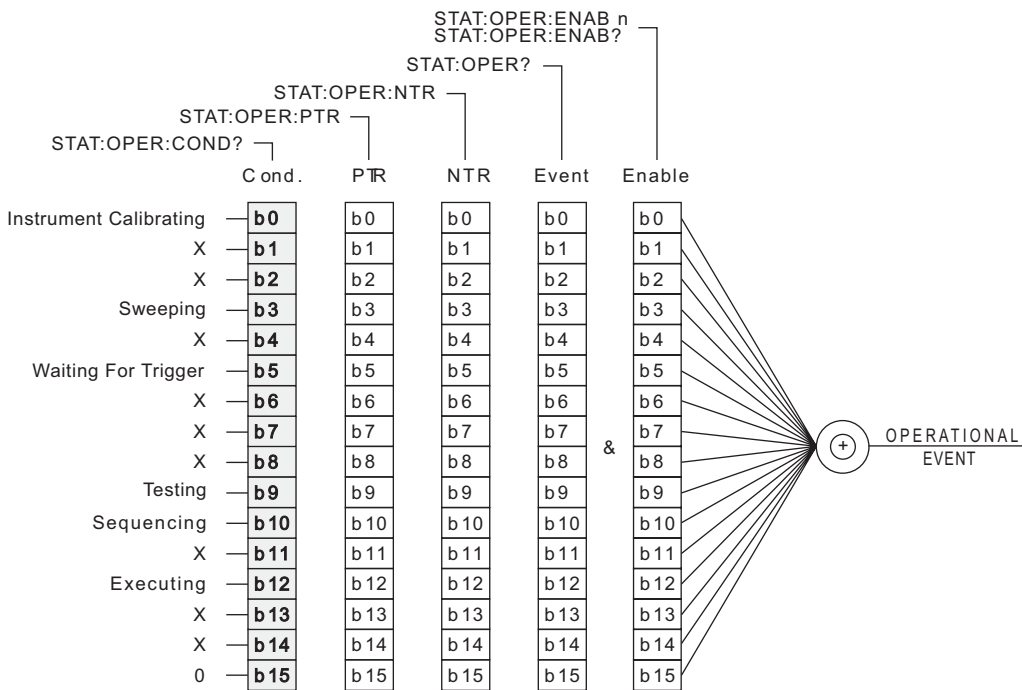 STAT:OPER:ENAB n
STAT:OPER:ENAB?
STAT:OPER?
STAT:OPER:NTR
STAT:OPER:PTR
STAT:OPER:COND?
Cond. PTR NTR Event Enable
Instrument Calibrating b0 b0 b0 b0 b0
X b1 b1 b1 b1 b1
X b2 b2 b2 b2 b2
Sweeping b3 b3 b3 b3 b3
X b4 b4 b4 b4 b4
Waiting For Trigger b5 b5 b5 b5 b5
X b6 b6 b6 b6 b6
X b7 b7 b7 b7 b7
&
X b8 b8 b8 b8 b8
Testing b9 b9 b9 b9 b9
Sequencing b10 b10 b10 b10 b10
X b11 b11 b11 b11 b11
Executing b12 b12 b12 b12 b12
X b13 b13 b13 b13 b13
X b14 b14 b14 b14 b14
0 b15 b15 b15 b15 b15
+
OPERATIONAL
EVENT